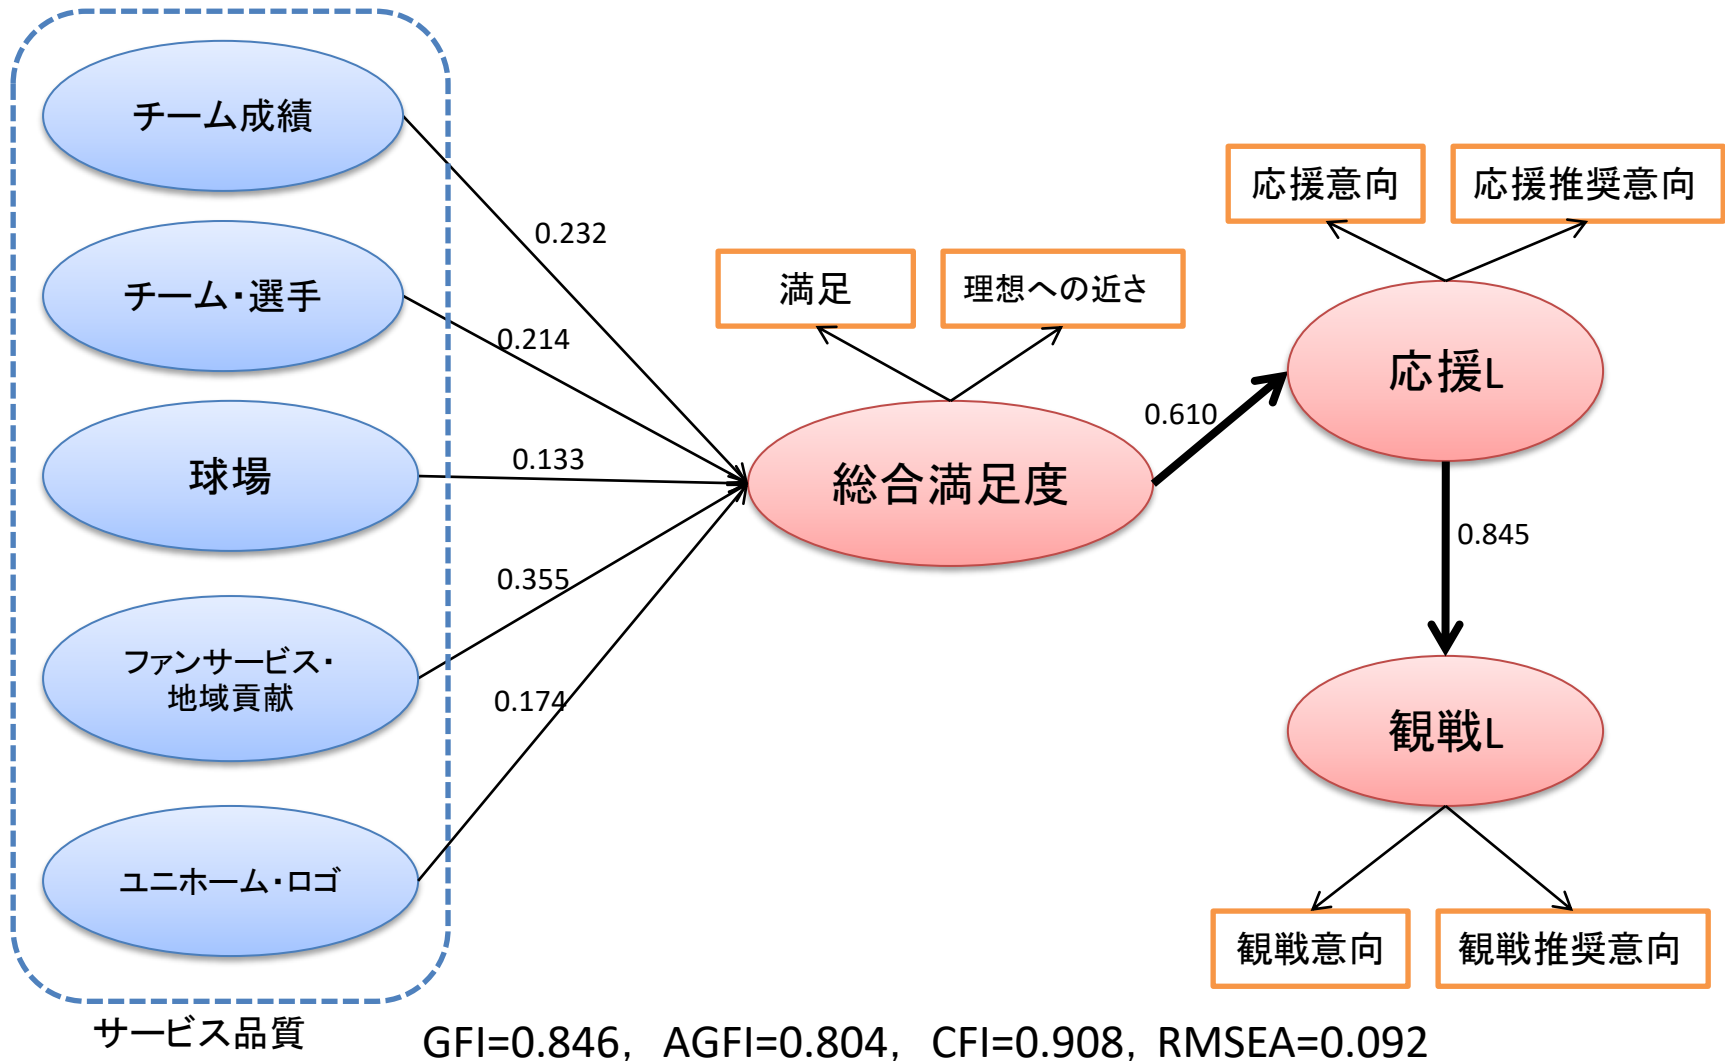 チーム成績
チーム・選手
球場
ファンサービス・
地域貢献
ユニホーム・ロゴ
サービス品質
0.232
0.214
0.133
0.355
0.174
満足
理想への近さ
総合満足度
0.610
応援意向
応援推奨意向
応援L
0.845
観戦L
観戦意向
観戦推奨意向
GFI=0.846, AGFI=0.804, CFI=0.908, RMSEA=0.092